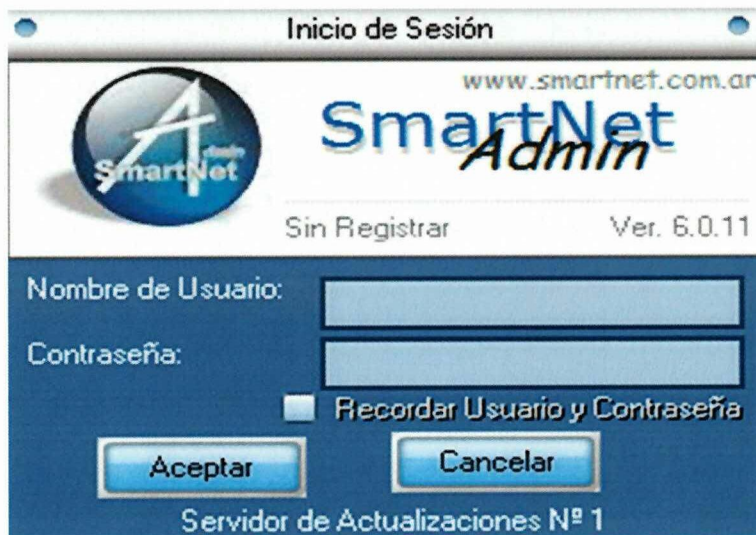 Inicio de Sesión
www.smartnet.com.ar
SmartNet
Admin
Admin
SmartNet
Sin Registrar
Ver. 6.0.11
Nombre de Usuario:
Contraseña:
Recordar Usuario y Contraseña
Aceptar
Cancelar
Servidor de Actualizaciones Nº 1